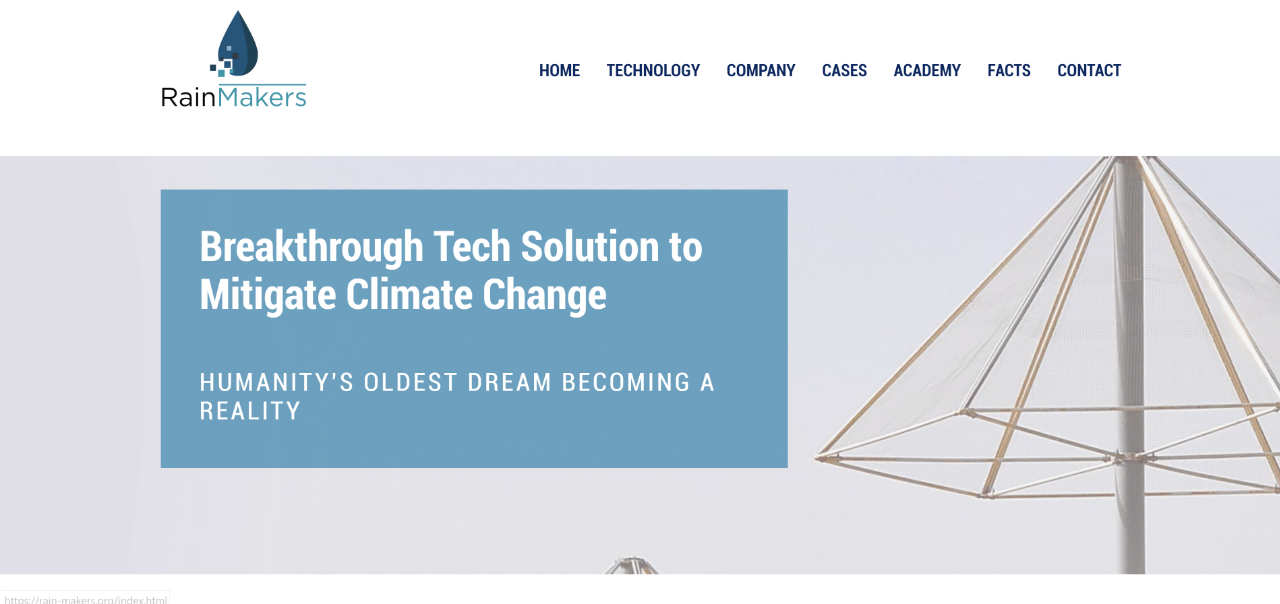 RainMakers
HOME TECHNOLOGY COMPANY CASES ACADEMY FACTS CONTACT
Breakthrough Tech Solution to
Mitigate Climate Change
HUMANITY'S OLDEST DREAM BECOMING A
REALITY
https://rain-makers.org/index.html